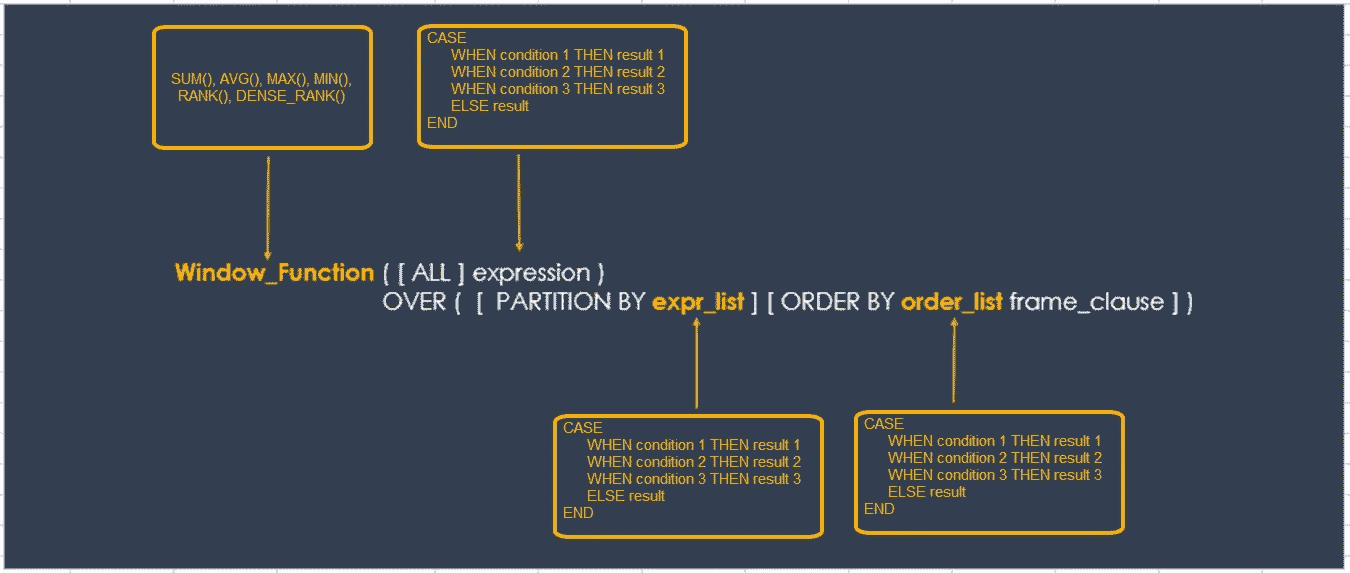 SUM(), AVG(), MAX(), MIN(),
RANK(), DENSE_RANK()
CASE
WHEN condition 1 THEN result 1
WHEN condition 2 THEN result 2
WHEN condition 3 THEN result 3
ELSE result
END
Window_Function ( [ ALL ] expression )
OVER ( [ PARTITION BY expr_list ] [ ORDER BY order_list frame_clause ] )
CASE
WHEN condition 1 THEN result 1
WHEN condition 2 THEN result 2
WHEN condition 3 THEN result 3
ELSE result
END
CASE
WHEN condition 1 THEN result 1
WHEN condition 2 THEN result 2
WHEN condition 3 THEN result 3
ELSE result
END